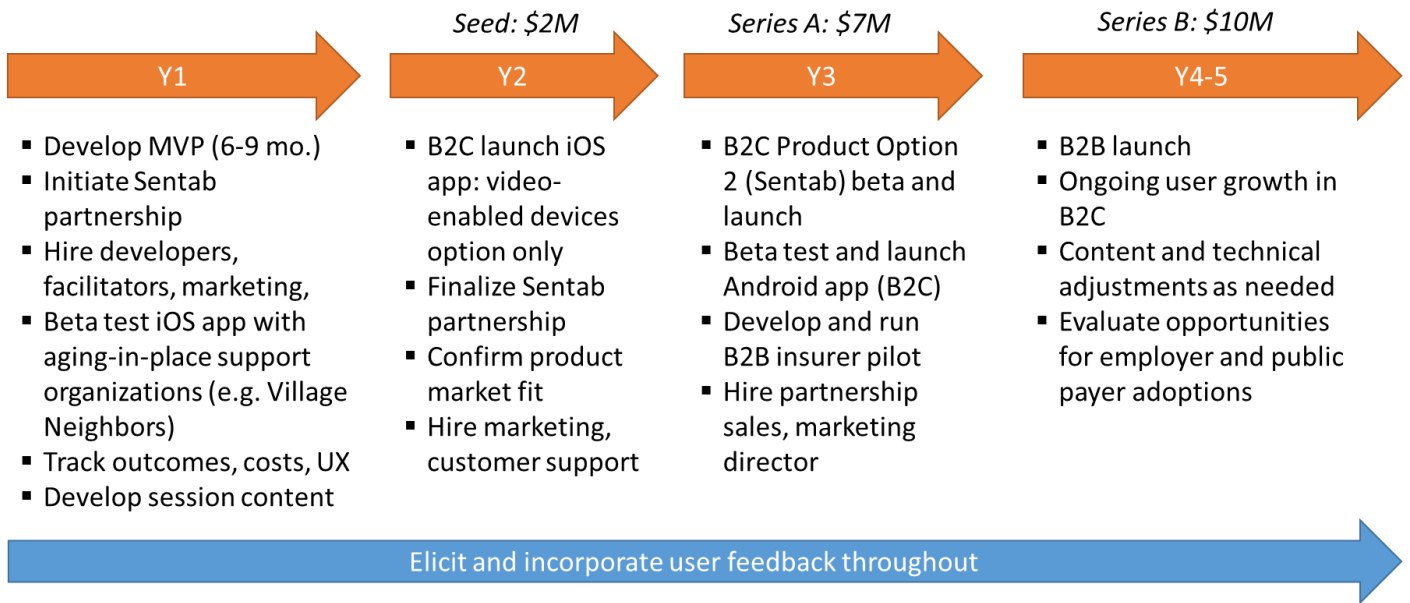 Seed: $2M
Series A: $7M
Series B: $10M
Y1
Y2
Y3
Y4-5
▪ Develop MVP (6-9 mo.)
▪ Initiate Sentab
partnership
▪ Hire developers,
facilitators, marketing,
▪ Beta test iOS app with
aging-in-place support
organizations (e.g. Village
Neighbors)
▪ Track outcomes, costs, UX
▪ Develop session content
▪ B2C launch iOS
app: video-
enabled devices
option only
▪ Finalize Sentab
partnership
▪ Confirm product
market fit
▪ Hire marketing,
customer support
▪ B2C Product Option
2 (Sentab) beta and
launch
▪ Beta test and launch
Android app (B2C)
▪ Develop and run
B2B insurer pilot
▪ Hire partnership
sales, marketing
director
▪ B2B launch
▪ Ongoing user growth in
B2C
▪ Content and technical
adjustments as needed
▪ Evaluate opportunities
for employer and public
payer adoptions
Elicit and incorporate user feedback throughout